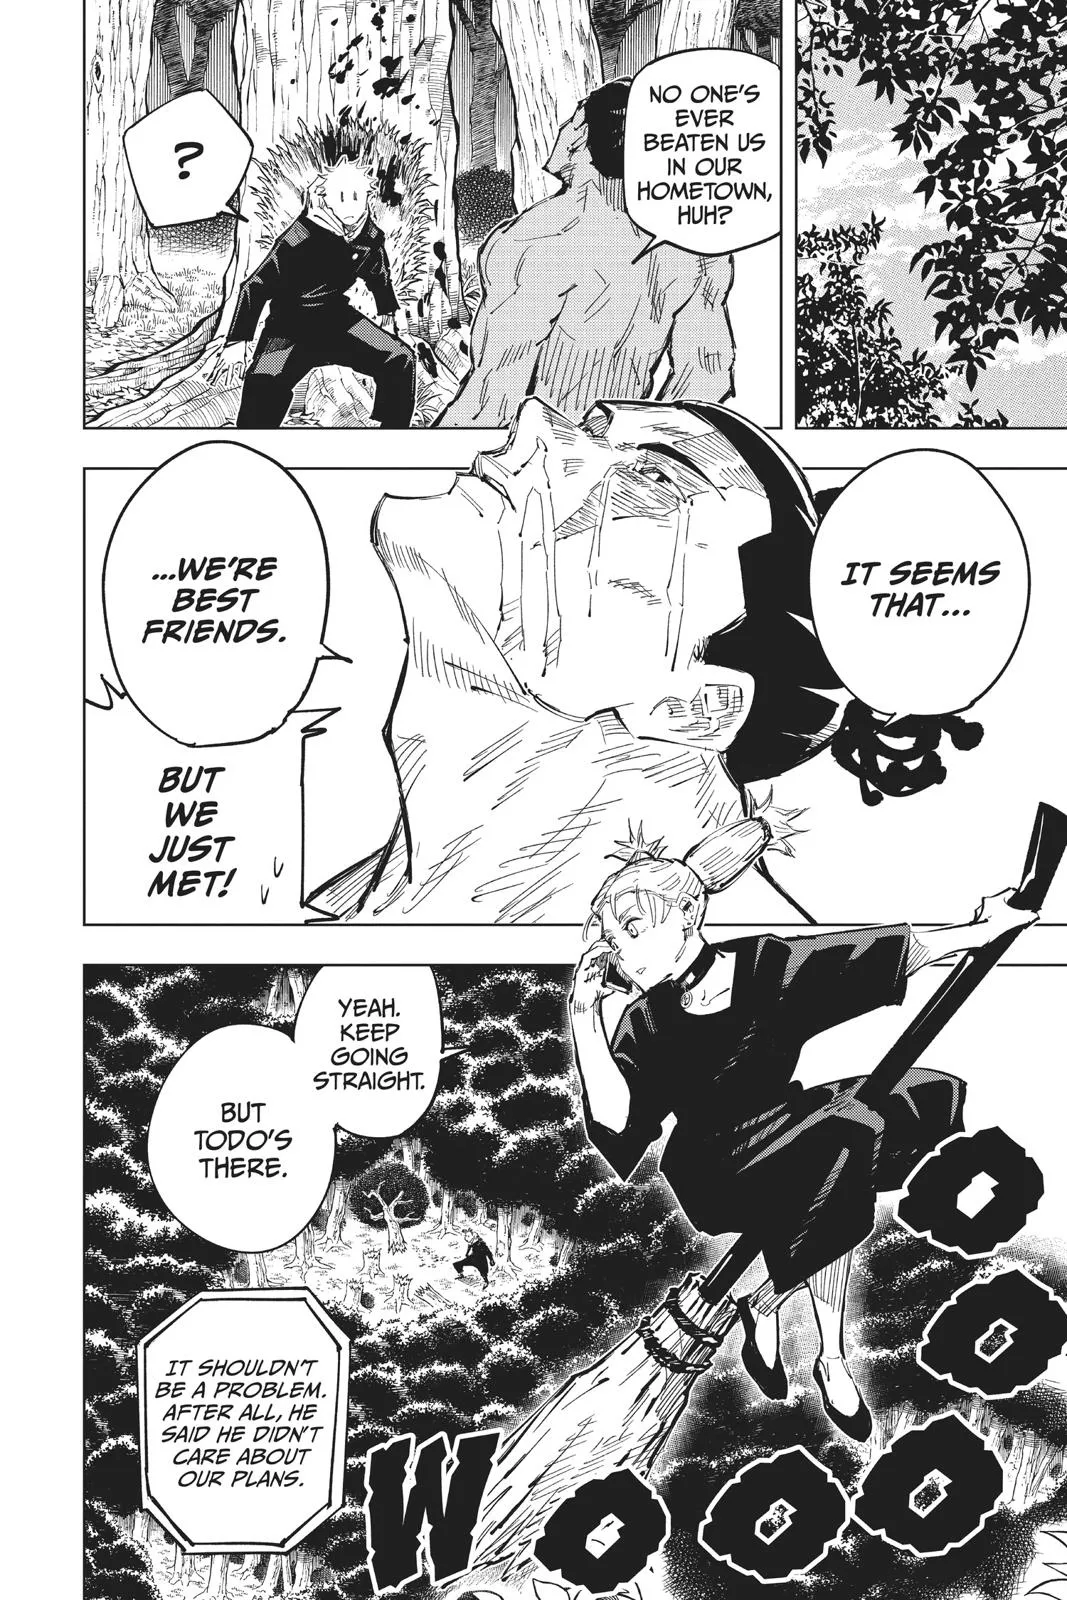 NO ONE'S
EVER
BEATEN US
IN OUR
HOMETOWN,
HUH?
?
IT SEEMS
THAT...
...WE'RE
BEST
FRIENDS.
BUT
WE
JUST
MET!
YEAH.
KEEP
GOING
STRAIGHT.
BUT
TODO'S
THERE.
IT SHOULDN'T
BE A PROBLEM.
AFTER ALL, HE
SAID HE DIDN'T
CARE ABOUT
OUR PLANS.
WOOOOOO